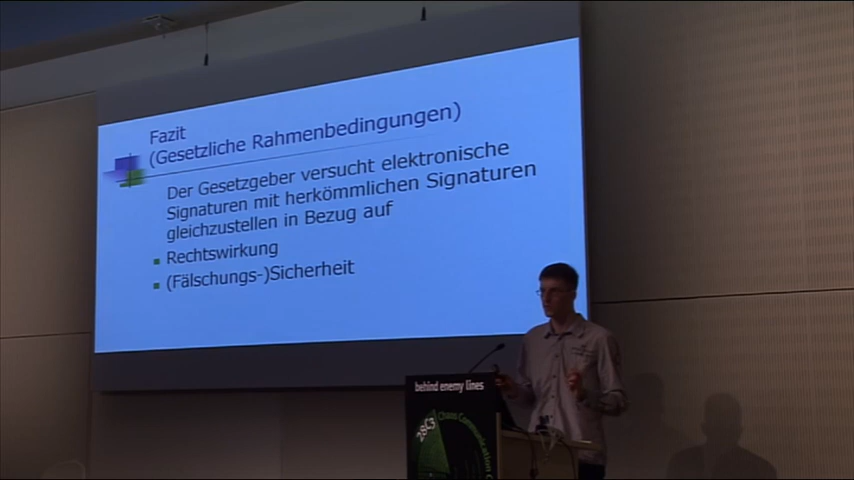 Fazit
(Gesetzliche Rahmenbedingungen)
Der Gesetzgeber versucht elektronische
Signaturen mit herkömmlichen Signaturen
gleichzustellen in Bezug auf
Rechtswirkung
(Fälschungs-)Sicherheit
behind enemy lines
28C3 Chaos Communication